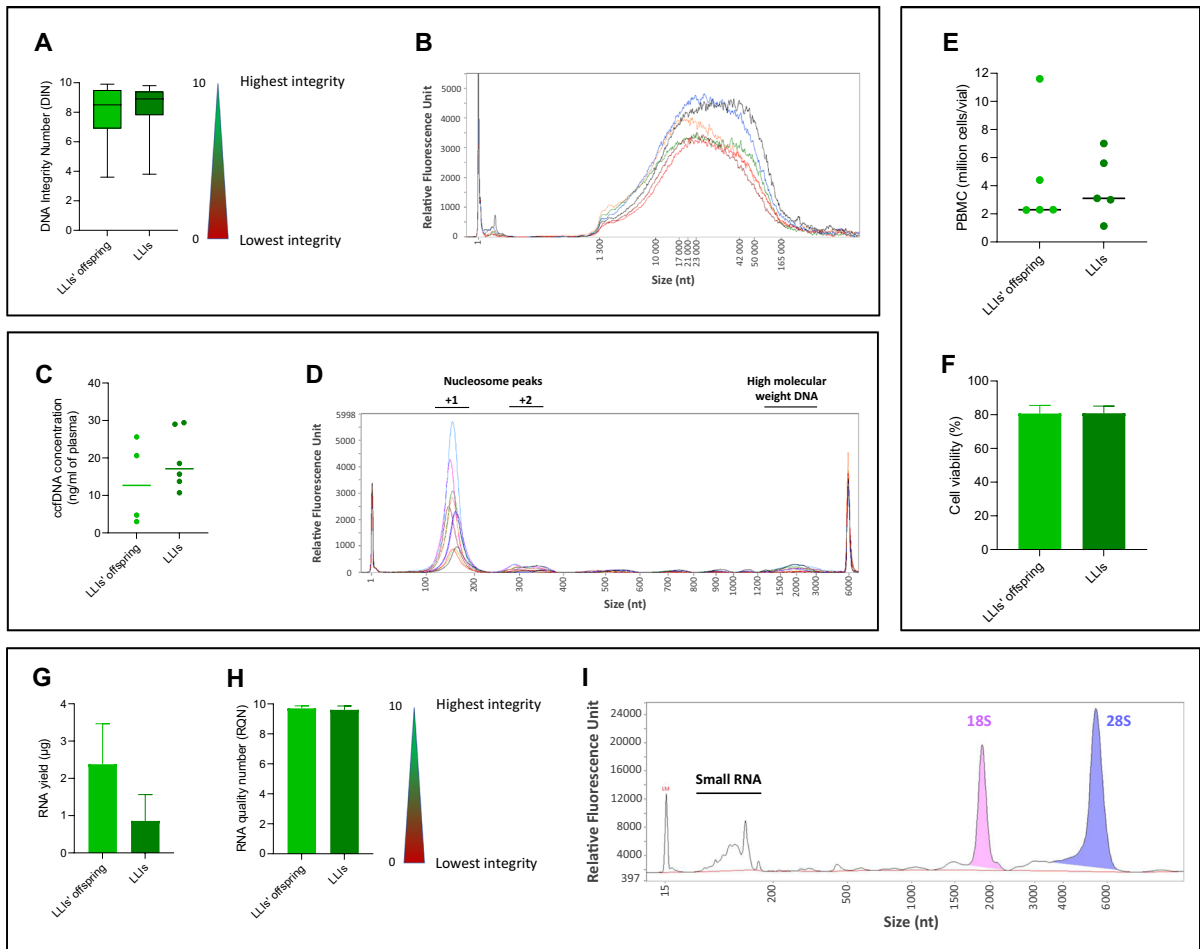 A
DNA Integrity Number (DIN)
10
8
6
4
2
0
LLIs' offspring
LLIs
10
Highest integrity
0
Lowest integrity
B
Relative Fluorescence Unit
5000
4000
3000
2000
1000
0
1
1 300
10 000
17 000
21 000
23 000
42 000
50 000
165 000
Size (nt)
C
ccfDNA concentration
(ng/ml of plasma)
40
30
20
10
0
LLIs' offspring
LLIs
D
Nucleosome peaks
+1
+2
High molecular
weight DNA
Relative Fluorescence Unit
5998
5000
4000
3000
2000
1000
0
1
100
200
300
400
500
600
700
800
900
1000
1200
1500
2000
3000
6000
Size (nt)
E
PBMC (million cells/vial)
12
10
8
6
4
2
0
LLIs' offspring
LLIs
F
Cell viability (%)
100
80
60
40
20
0
LLIs' offspring
LLIs
G
RNA yield (µg)
4
3
2
1
0
LLIs' offspring
LLIs
H
RNA quality number (RQN)
10
8
6
4
2
0
LLIs' offspring
LLIs
10
Highest integrity
0
Lowest integrity
I
Relative Fluorescence Unit
24000
20000
16000
12000
8000
4000
397
LM
Small RNA
18S
28S
15
200
500
1000
2000
3000
4000
6000
Size (nt)